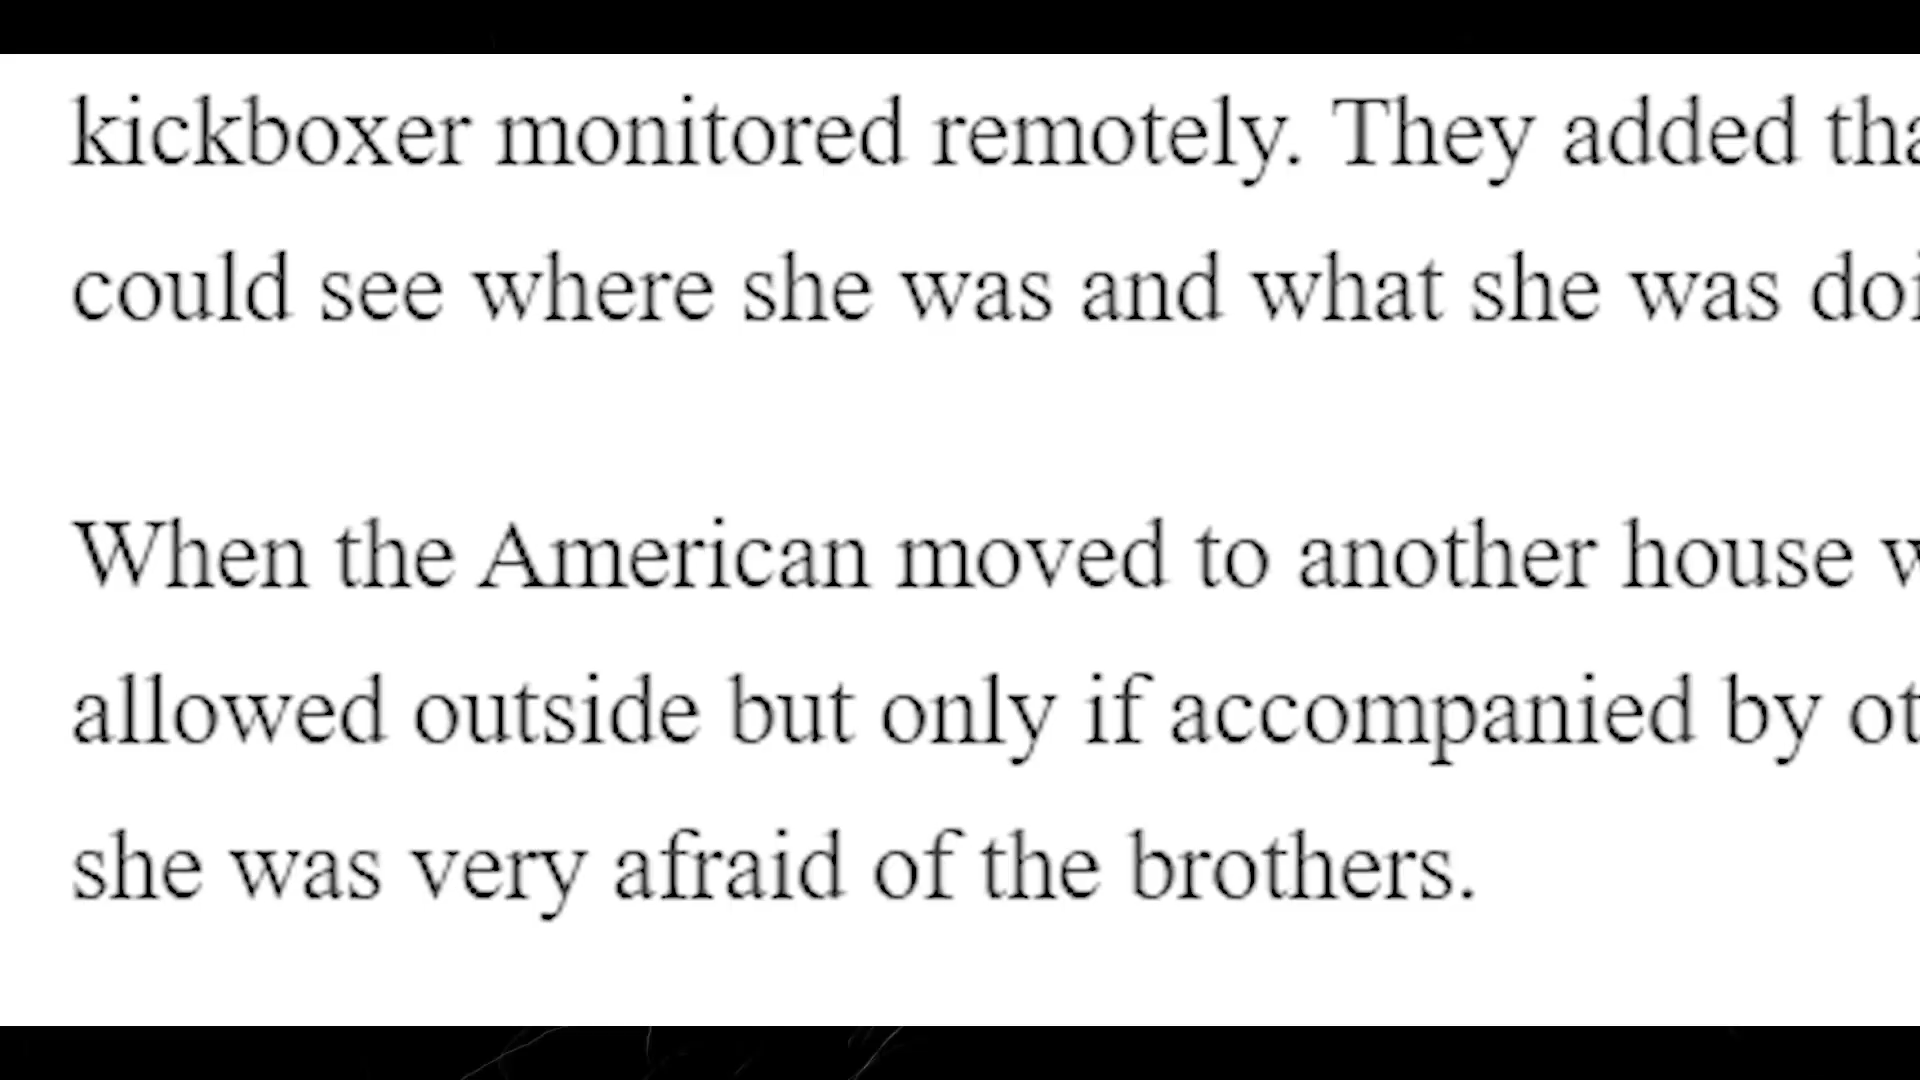 kickboxer monitored remotely. They added tha
could see where she was and what she was doi
When the American moved to another house w
allowed outside but only if accompanied by ot
she was very afraid of the brothers.